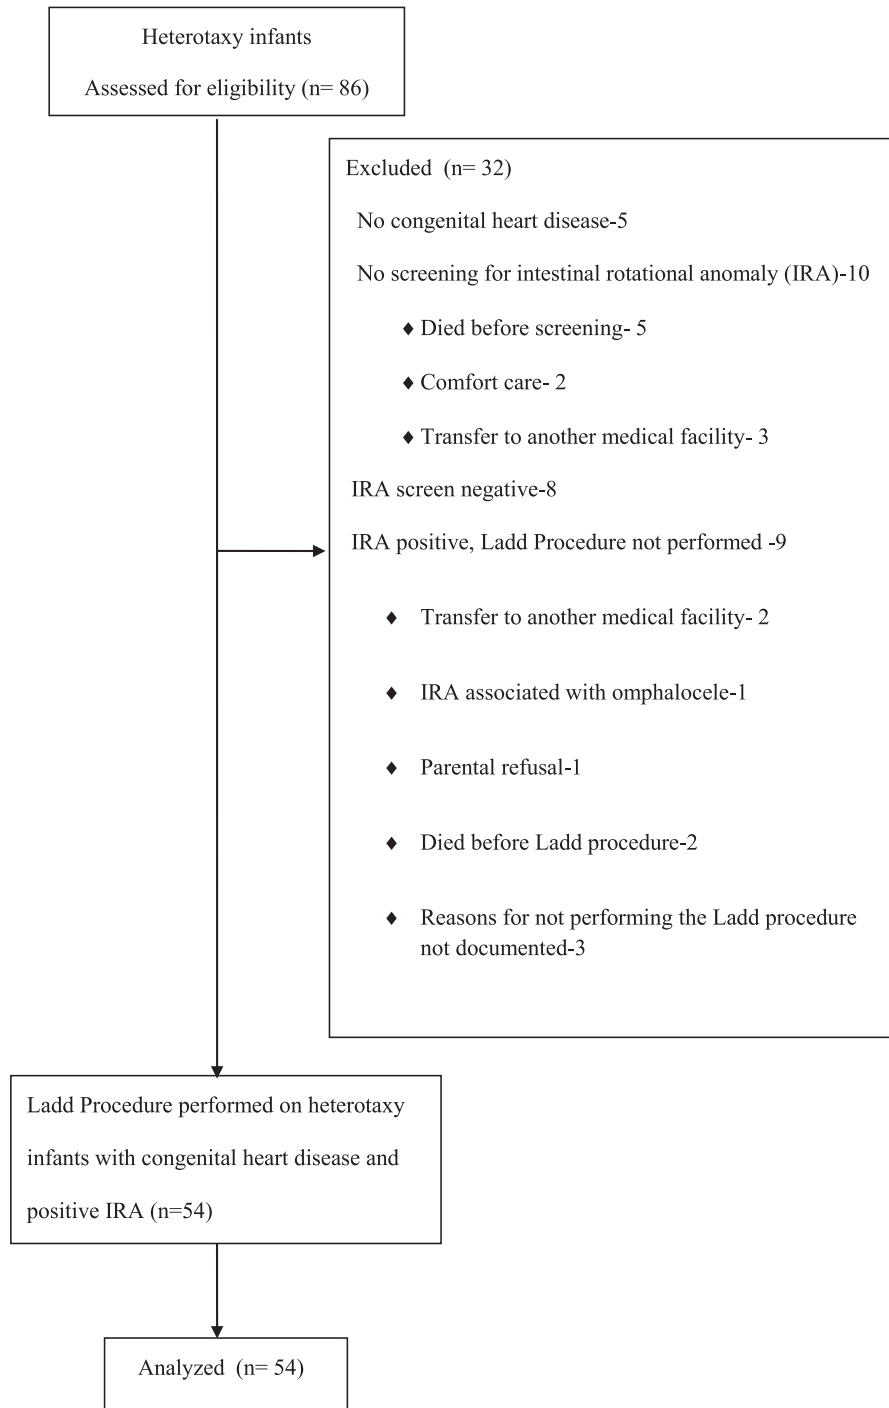 Heterotaxy infants
Assessed for eligibility (n= 86)
Excluded (n= 32)
No congenital heart disease-5
No screening for intestinal rotational anomaly (IRA)-10
♦ Died before screening- 5
♦ Comfort care- 2
♦ Transfer to another medical facility- 3
IRA screen negative-8
IRA positive, Ladd Procedure not performed -9
♦ Transfer to another medical facility- 2
♦ IRA associated with omphalocele-1
♦ Parental refusal-1
♦ Died before Ladd procedure-2
♦ Reasons for not performing the Ladd procedure
not documented-3
Ladd Procedure performed on heterotaxy
infants with congenital heart disease and
positive IRA (n=54)
Analyzed (n= 54)